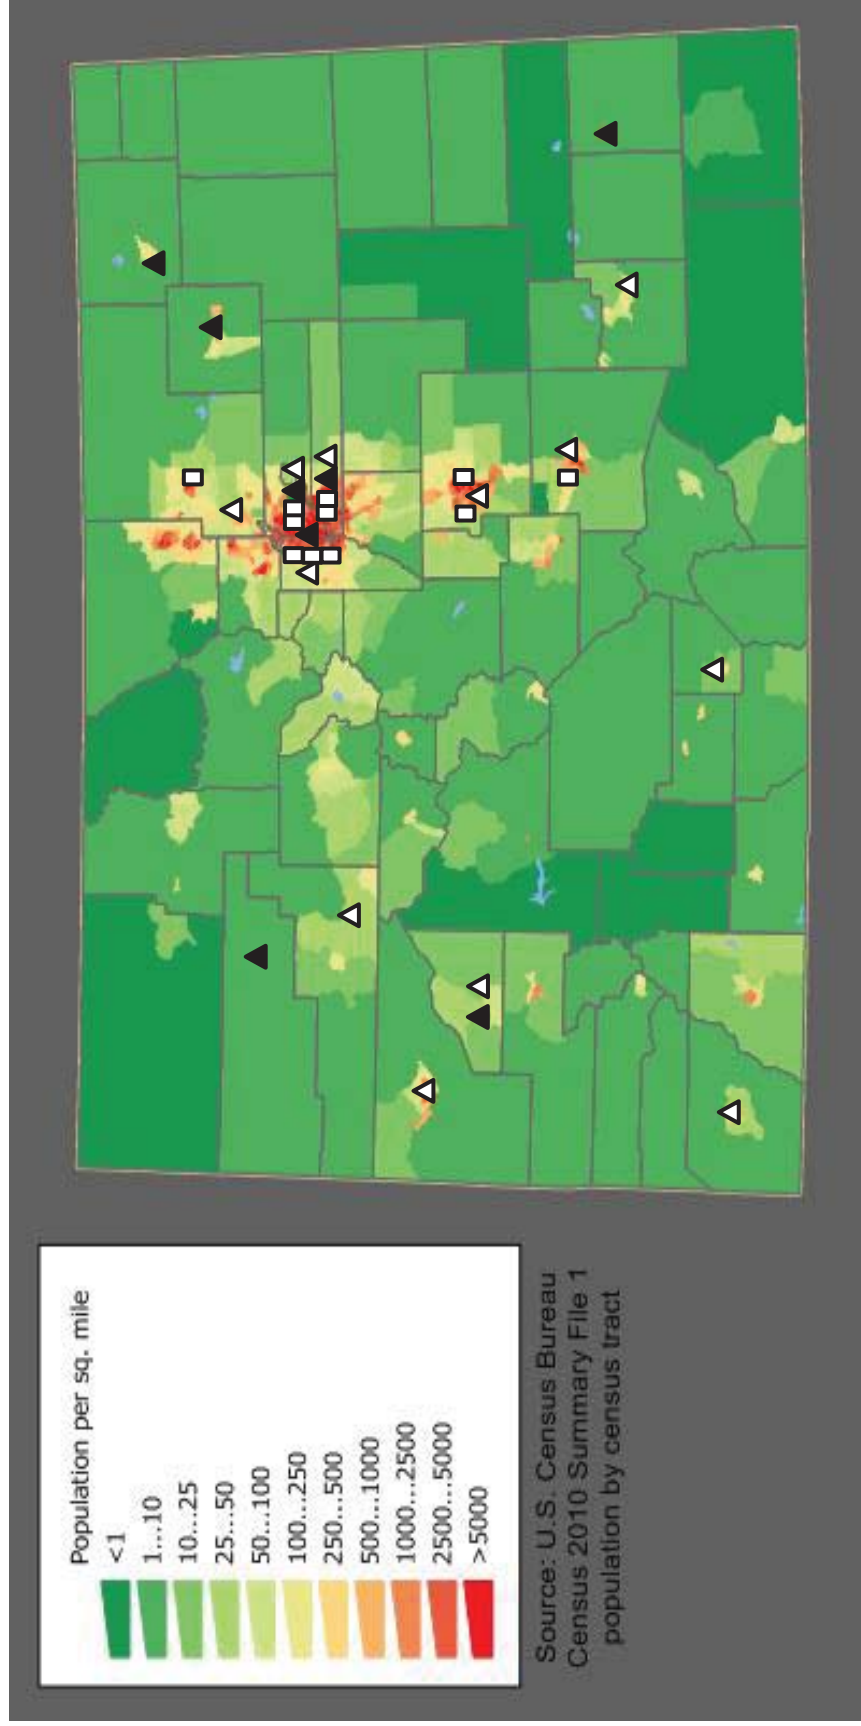 Population per sq. mile
<1
1...10
10...25
25...50
50...100
100...250
250...500
500...1000
1000...2500
2500...5000
>5000
Source: U.S. Census Bureau
Census 2010 Summary File 1
population by census tract